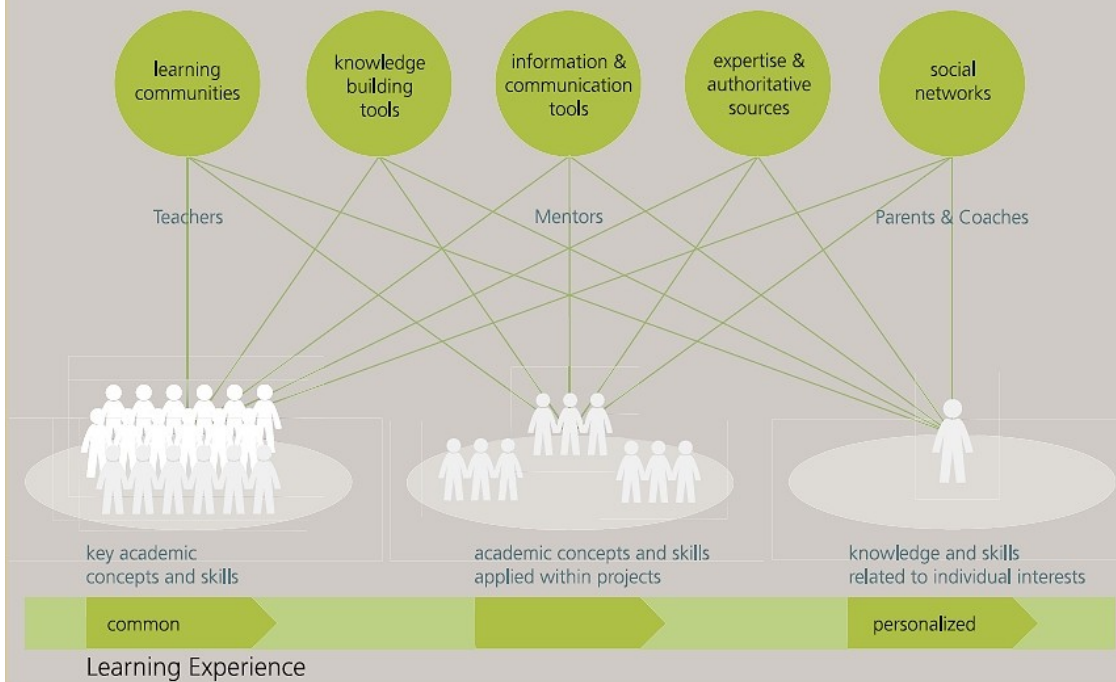 learning
communities
knowledge
building
tools
information &
communication
tools
expertise &
authoritative
sources
social
networks
Teachers
Mentors
Parents & Coaches
key academic
concepts and skills
academic concepts and skills
applied within projects
knowledge and skills
related to individual interests
common
personalized
Learning Experience